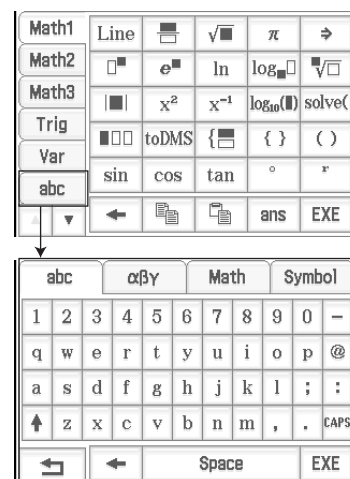 Math1 Line √■ π ⇒
Math2 □■ e■ ln log■□ ■√□
Math3 |■| x² x⁻¹ log₁₀(■) solve(
Trig ■□□ toDMS { } ( )
Var sin cos tan ° r
abc
▲ ▼ ← ans EXE
abc αβγ Math Symbol
1 2 3 4 5 6 7 8 9 0 −
q w e r t y u i o p @
a s d f g h j k l ; :
↑ z x c v b n m , . CAPS
← Space EXE